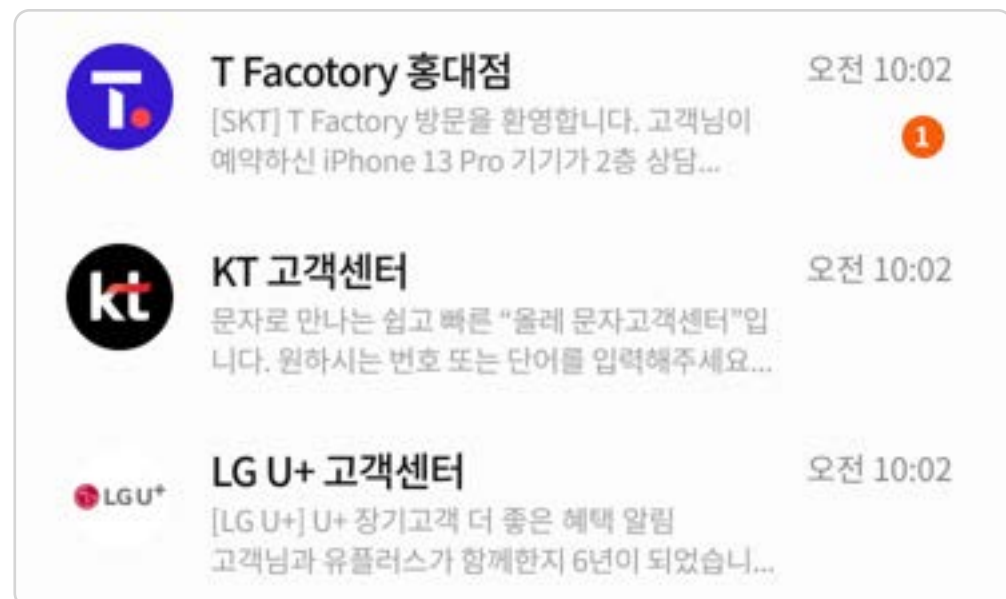 T Facotory 홍대점
오전 10:02
[SKT] T Factory 방문을 환영합니다. 고객님이
예약하신 iPhone 13 Pro 기기가 2층 상담...
1
kt
KT 고객센터
오전 10:02
문자로 만나는 쉽고 빠른 “올레 문자고객센터”입
니다. 원하시는 번호 또는 단어를 입력해주세요...
LG U+
LG U+ 고객센터
오전 10:02
[LG U+] U+ 장기고객 더 좋은 혜택 알림
고객님과 유플러스가 함께한지 6년이 되었습니...